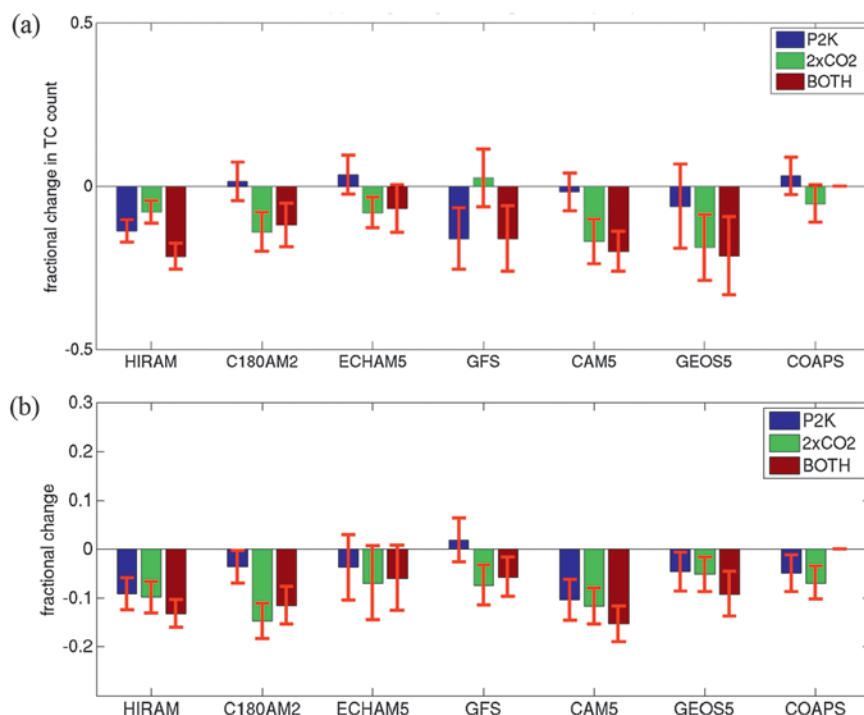 (a)
0.5
P2K
2xCO2
BOTH
fractional change in TC count
0
-0.5
HIRAM C180AM2 ECHAM5 GFS CAM5 GEOS5 COAPS
(b)
0.3
P2K
2xCO2
BOTH
0.2
0.1
fractional change
0
-0.1
-0.2
HIRAM C180AM2 ECHAM5 GFS CAM5 GEOS5 COAPS